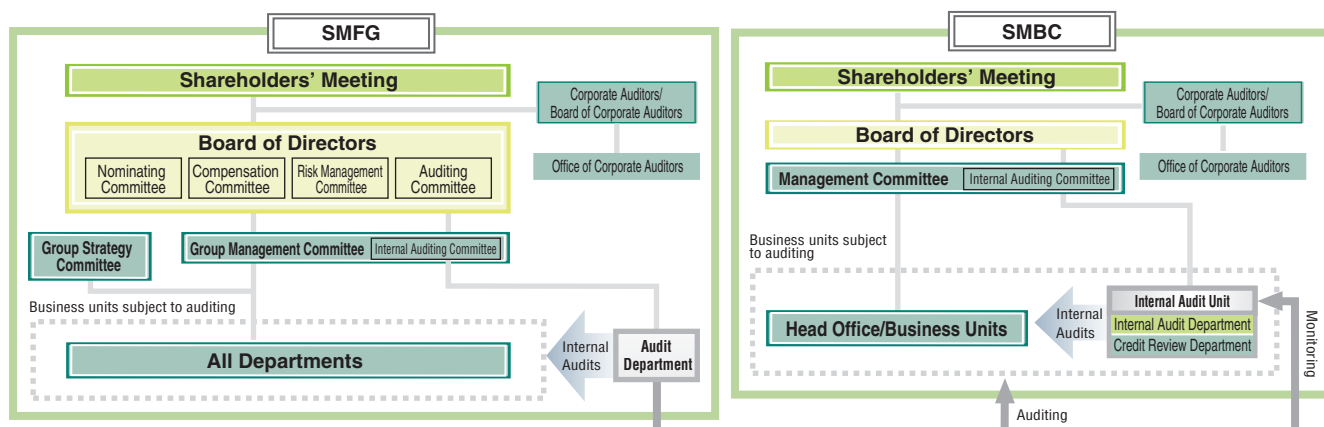 SMFG
Shareholders' Meeting
Corporate Auditors/
Board of Corporate Auditors
Board of Directors
Nominating
Committee
Compensation
Committee
Risk Management
Committee
Auditing
Committee
Office of Corporate Auditors
Group Strategy
Committee
Group Management Committee
Internal Auditing Committee
Business units subject to auditing
All Departments
Internal
Audits
Audit
Department
SMBC
Shareholders' Meeting
Corporate Auditors/
Board of Corporate Auditors
Board of Directors
Office of Corporate Auditors
Management Committee
Internal Auditing Committee
Business units subject
to auditing
Head Office/Business Units
Internal
Audits
Internal Audit Unit
Internal Audit Department
Credit Review Department
Monitoring
Auditing